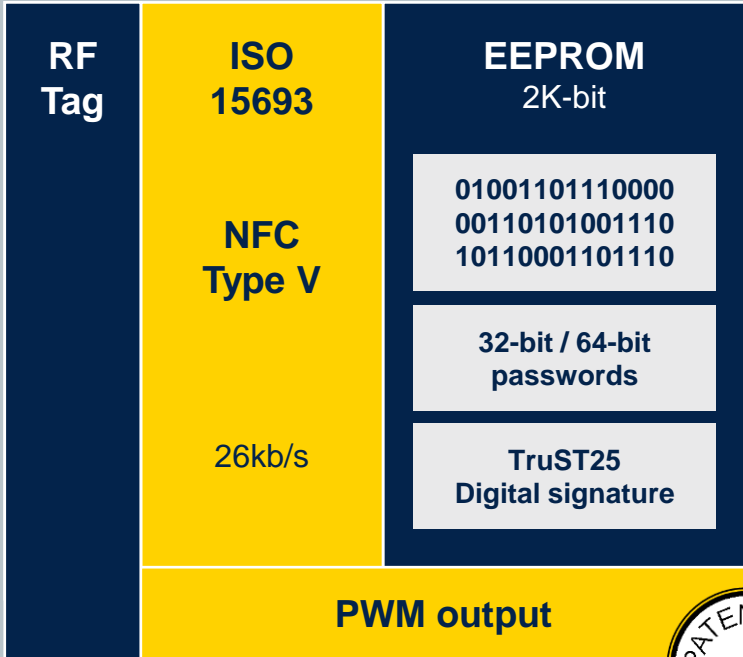 RF
Tag
ISO
15693
NFC
Type V
26kb/s
EEPROM
2K-bit
01001101110000
00110101001110
10110001101110
32-bit / 64-bit
passwords
TruST25
Digital signature
PWM output